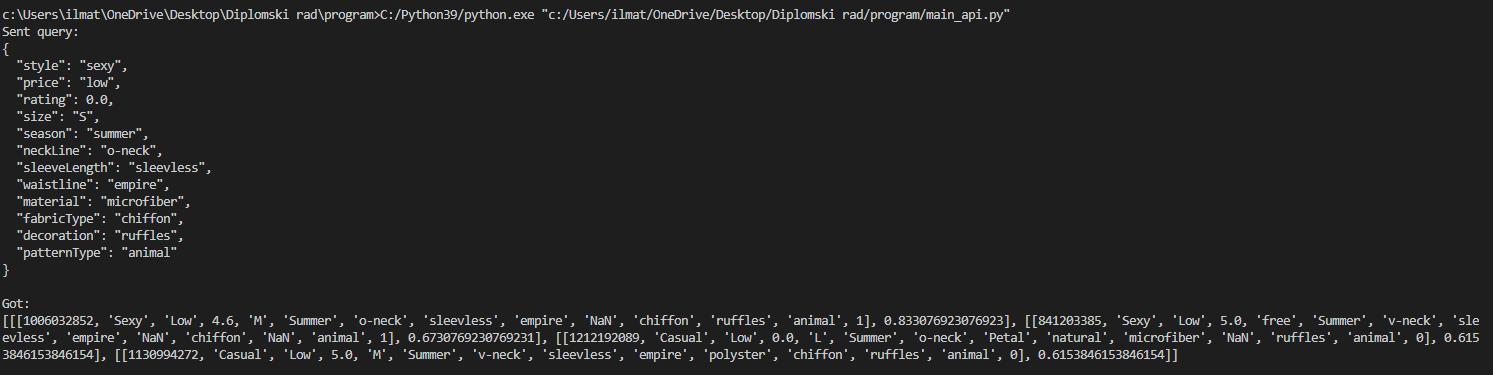 c:\Users\ilmat\OneDrive\Desktop\Diplomski rad\program>C:/Python39/python.exe "c:/Users/ilmat/OneDrive/Desktop/Diplomski rad/program/main_api.py"
Sent query:
{
  "style": "sexy",
  "price": "low",
  "rating": 0.0,
  "size": "S",
  "season": "summer",
  "neckLine": "o-neck",
  "sleeveLength": "sleevless",
  "waistline": "empire",
  "material": "microfiber",
  "fabricType": "chiffon",
  "decoration": "ruffles",
  "patternType": "animal"
}
Got:
[[[1006032852, 'Sexy', 'Low', 4.6, 'M', 'Summer', 'o-neck', 'sleevless', 'empire', 'NaN', 'chiffon', 'ruffles', 'animal', 1], 0.833076923076923], [[841203385, 'Sexy', 'Low', 5.0, 'free', 'Summer', 'v-neck', 'sle
evless', 'empire', 'NaN', 'chiffon', 'NaN', 'animal', 1], 0.6730769230769231], [[1212192089, 'Casual', 'Low', 0.0, 'L', 'Summer', 'o-neck', 'Petal', 'natural', 'microfiber', 'NaN', 'ruffles', 'animal', 0], 0.615
3846153846154], [[1130994272, 'Casual', 'Low', 5.0, 'M', 'Summer', 'v-neck', 'sleevless', 'empire', 'polyster', 'chiffon', 'ruffles', 'animal', 0], 0.6153846153846154]]